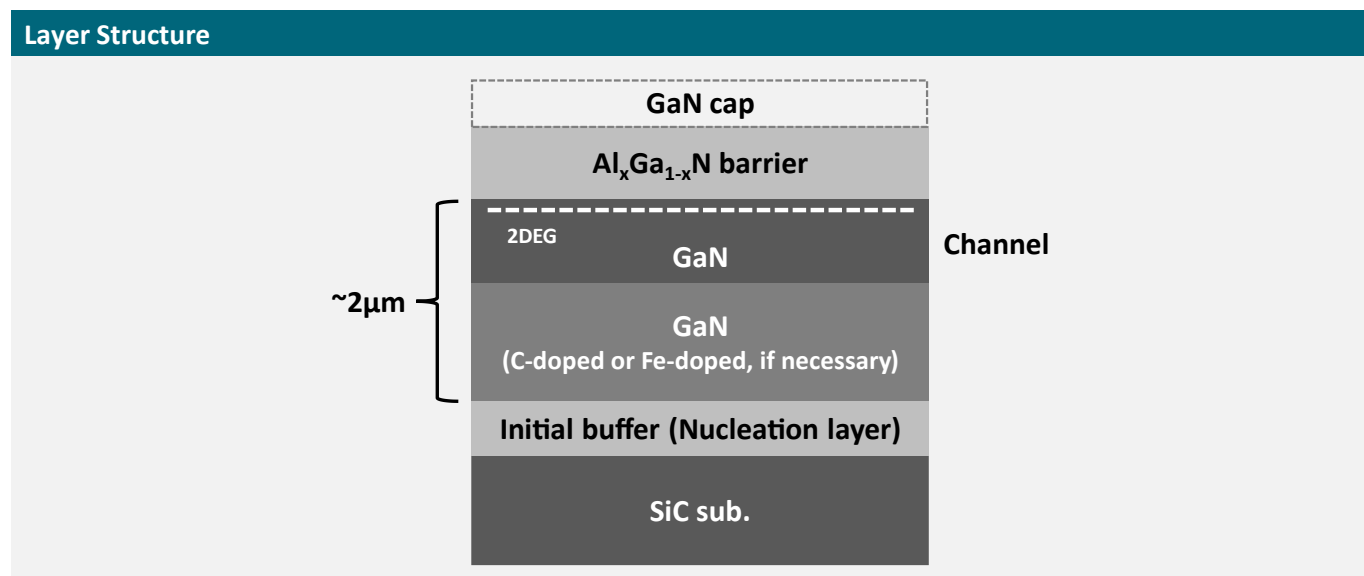 Layer Structure
GaN cap
AlₓGa₁₋ₓN barrier
2DEG
GaN
Channel
~2μm
GaN
(C-doped or Fe-doped, if necessary)
Initial buffer (Nucleation layer)
SiC sub.